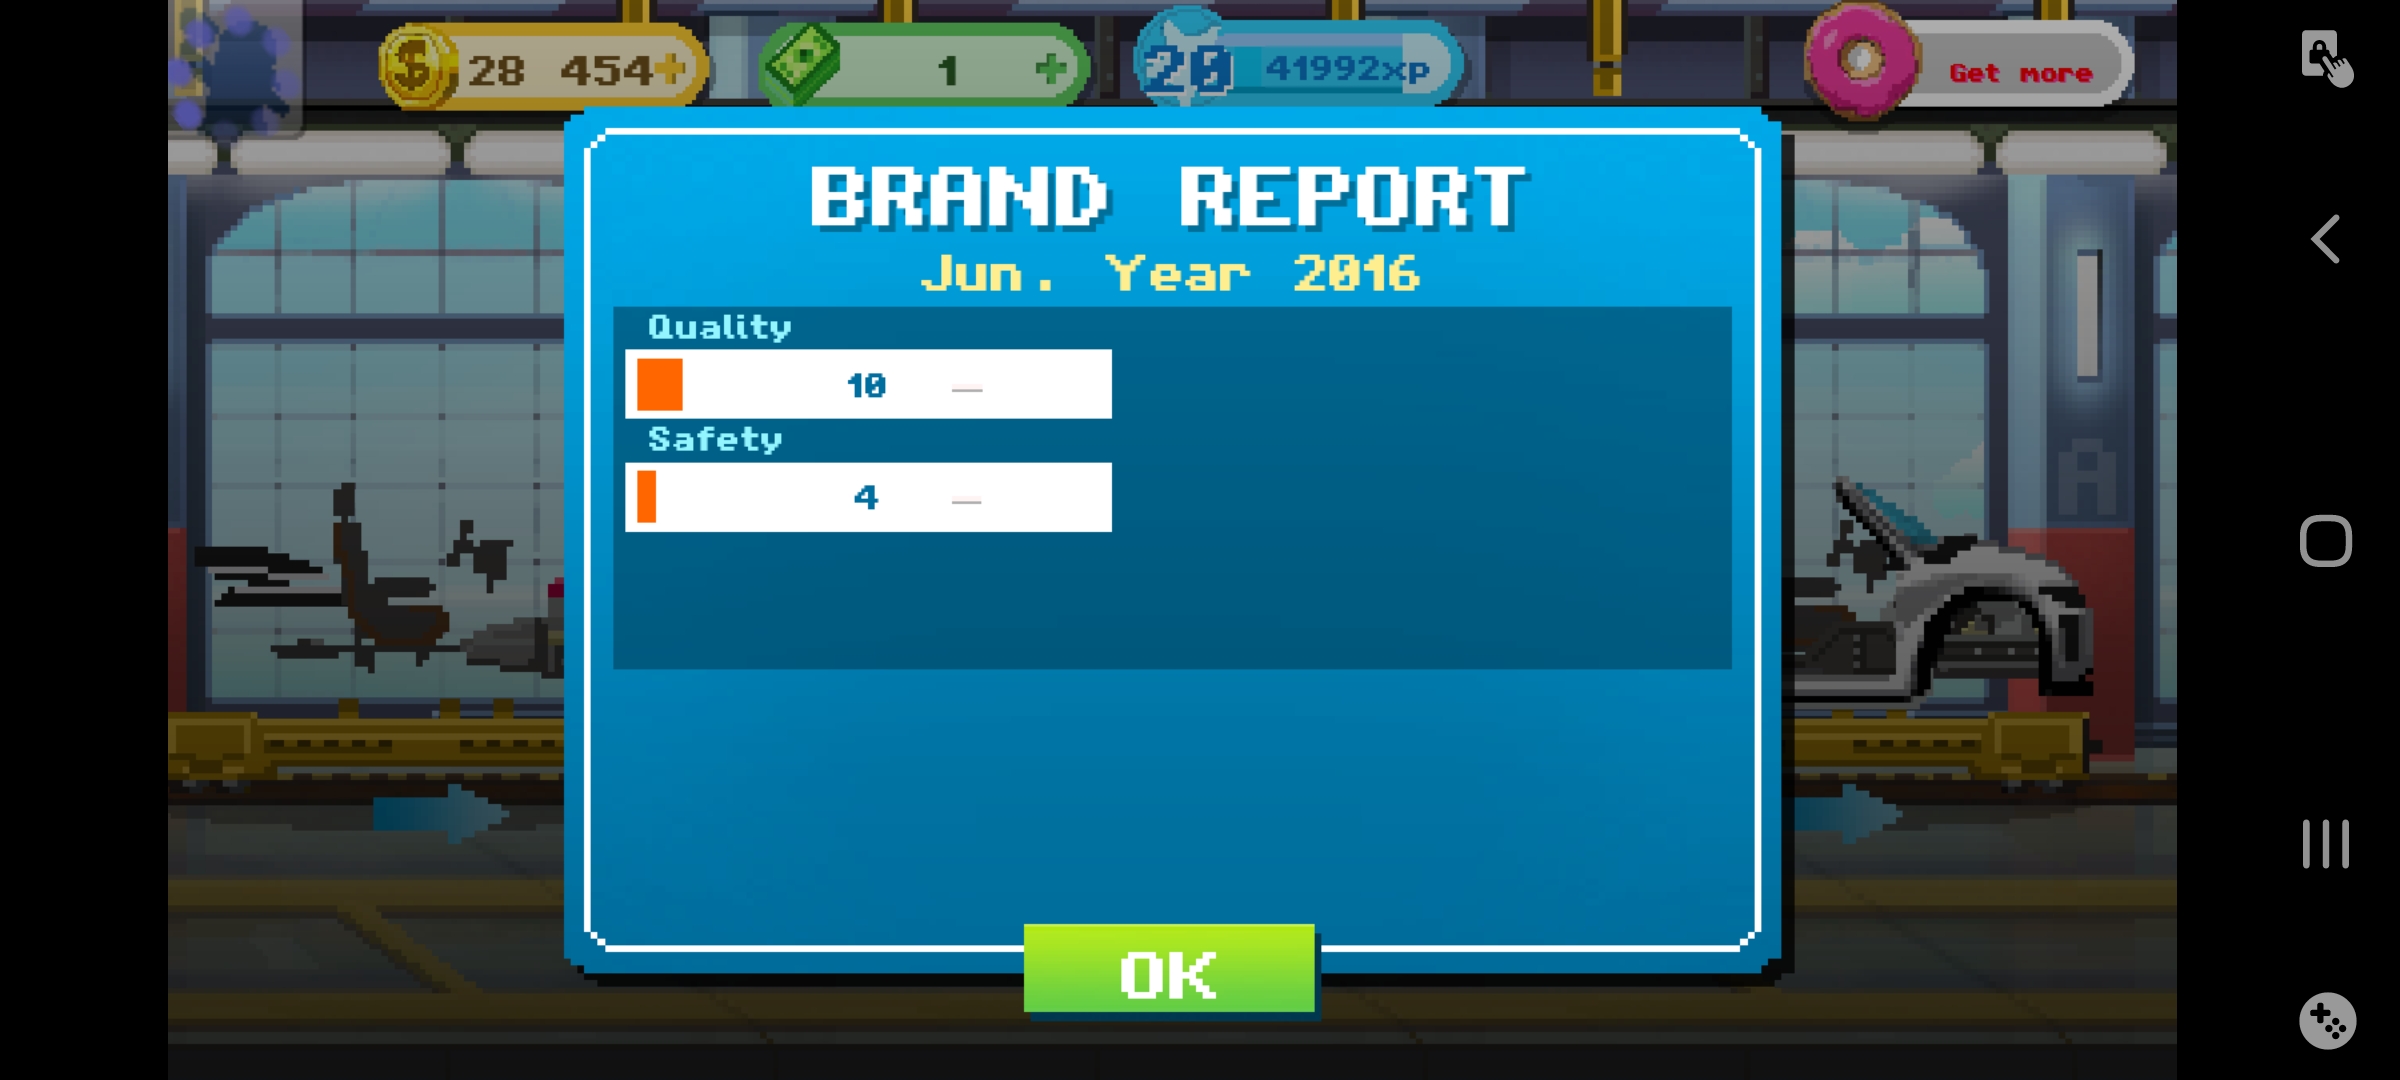 28 454+
1 +
20 41992xp
Get more
BRAND REPORT
Jun. Year 2016
Quality
10 —
Safety
4 —
A
OK